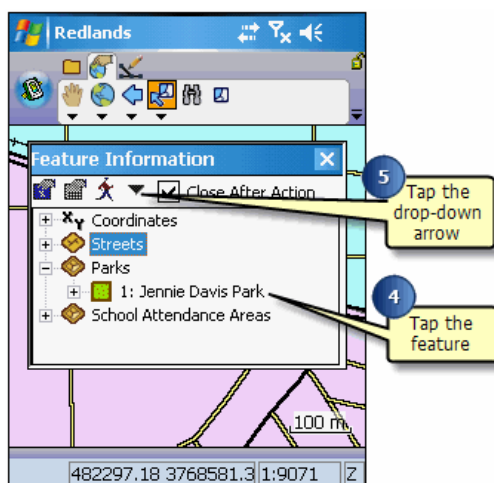 Redlands
Feature Information
Close After Action
5
Tap the
drop-down
arrow
XY Coordinates
Streets
Parks
1: Jennie Davis Park
School Attendance Areas
4
Tap the
feature
100 m
482297.18 3768581.3 1:9071 Z